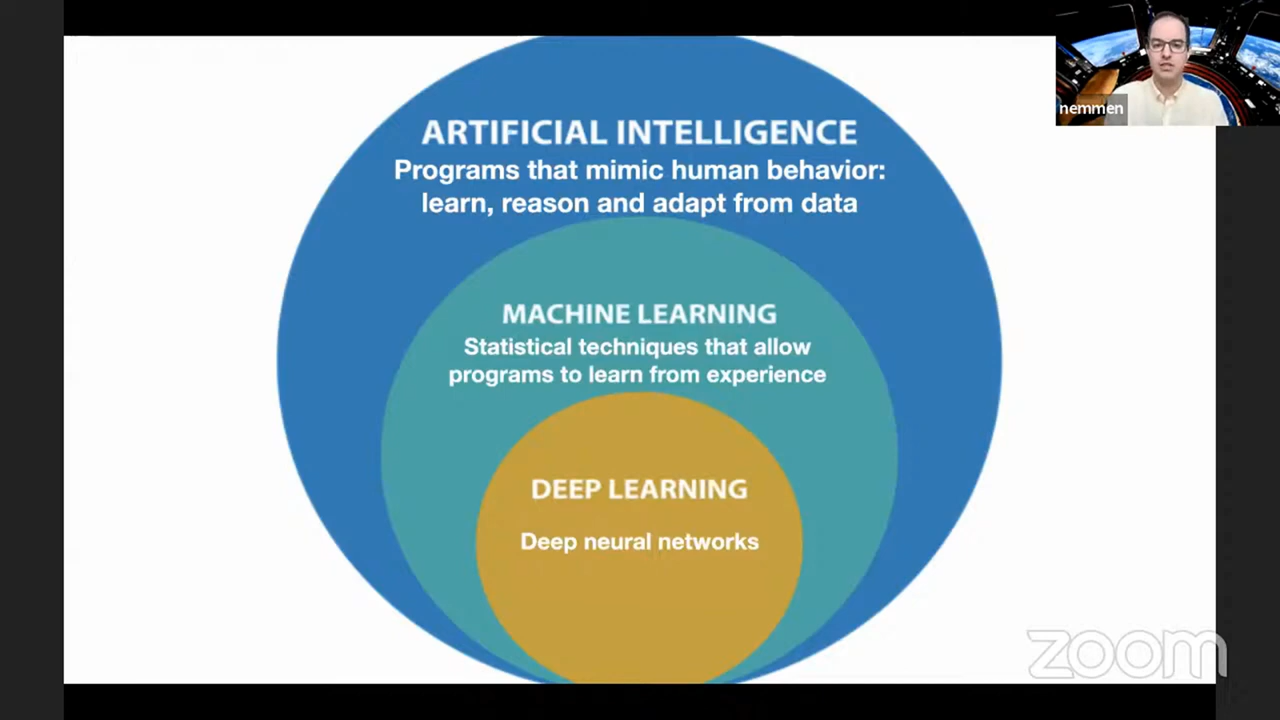 ARTIFICIAL INTELLIGENCE
Programs that mimic human behavior:
learn, reason and adapt from data
MACHINE LEARNING
Statistical techniques that allow
programs to learn from experience
DEEP LEARNING
Deep neural networks
nemmen
zoom